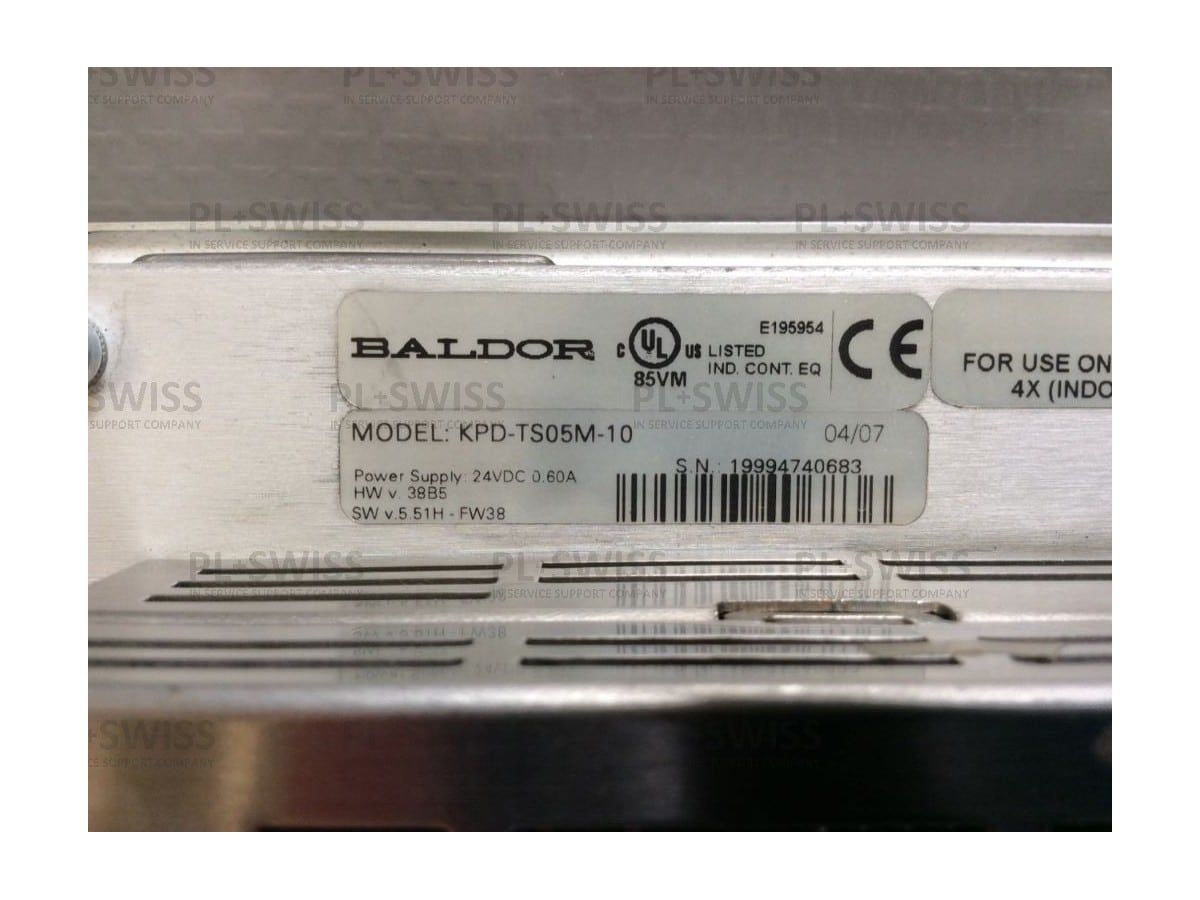 BALDOR
C UL US LISTED
E195954
IND. CONT. EQ
85VM
CE
FOR USE ON
4X (INDO
MODEL: KPD-TS05M-10
04/07
S.N.: 19994740683
Power Supply: 24VDC 0.60A
HW v. 38B5
SW v.5.51H - FW38
PL+SWISS
IN SERVICE SUPPORT COMPANY